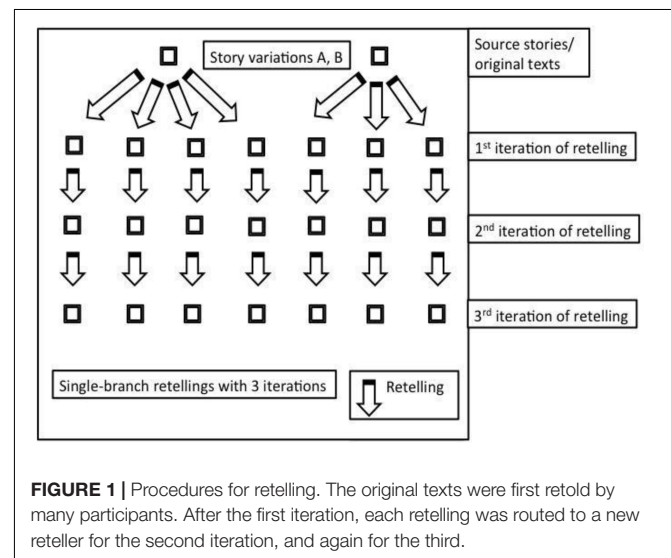 Story variations A, B
Source stories/
original texts
1st iteration of retelling
2nd iteration of retelling
3rd iteration of retelling
Single-branch retellings with 3 iterations
Retelling
FIGURE 1 | Procedures for retelling. The original texts were first retold by
many participants. After the first iteration, each retelling was routed to a new
reteller for the second iteration, and again for the third.